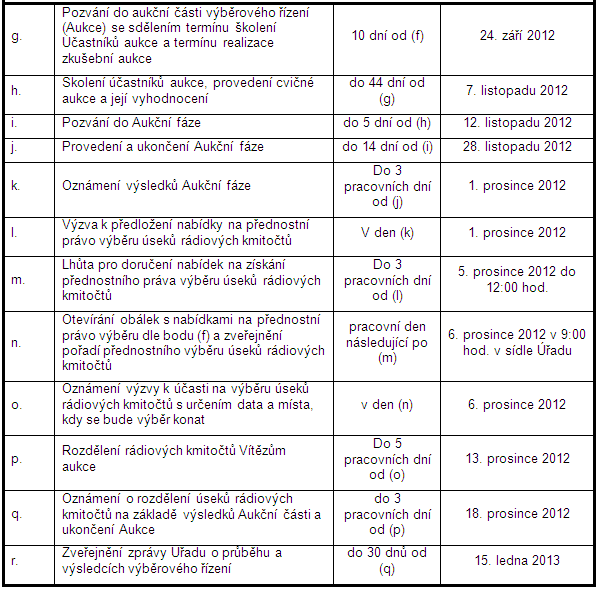 g.
Pozvání do aukční části výběrového řízení
(Aukce) se sdělením termínu školení
Účastníků aukce a termínu realizace
zkušební aukce
10 dní od (f)
24. září 2012
h.
Školení účastníků aukce, provedení cvičné
aukce a její vyhodnocení
do 44 dní od
(g)
7. listopadu 2012
i.
Pozvání do Aukční fáze
do 5 dní od (h)
12. listopadu 2012
j.
Provedení a ukončení Aukční fáze
do 14 dní od (i)
28. listopadu 2012
k.
Oznámení výsledků Aukční fáze
Do 3
pracovních dní
od (j)
1. prosince 2012
l.
Výzva k předložení nabídky na přednostní
právo výběru úseků rádiových kmitočtů
V den (k)
1. prosince 2012
m.
Lhůta pro doručení nabídek na získání
přednostního práva výběru úseků rádiových
kmitočtů
Do 3
pracovních dní
od (l)
5. prosince 2012 do
12:00 hod.
n.
Otevírání obálek s nabídkami na přednostní
právo výběru dle bodu (f) a zveřejnění
pořadí přednostního výběru úseků rádiových
kmitočtů
pracovní den
následující po
(m)
6. prosince 2012 v 9:00
hod. v sídle Úřadu
o.
Oznámení výzvy k účasti na výběru úseků
rádiových kmitočtů s určením data a místa,
kdy se bude výběr konat
v den (n)
6. prosince 2012
p.
Rozdělení rádiových kmitočtů Vítězům
aukce
Do 5
pracovních dní
od (o)
13. prosince 2012
q.
Oznámení o rozdělení úseků rádiových
kmitočtů na základě výsledků Aukční části a
ukončení Aukce
do 3
pracovních dní
od (p)
18. prosince 2012
r.
Zveřejnění zprávy Úřadu o průběhu a
výsledcích výběrového řízení
do 30 dnů od
(q)
15. ledna 2013